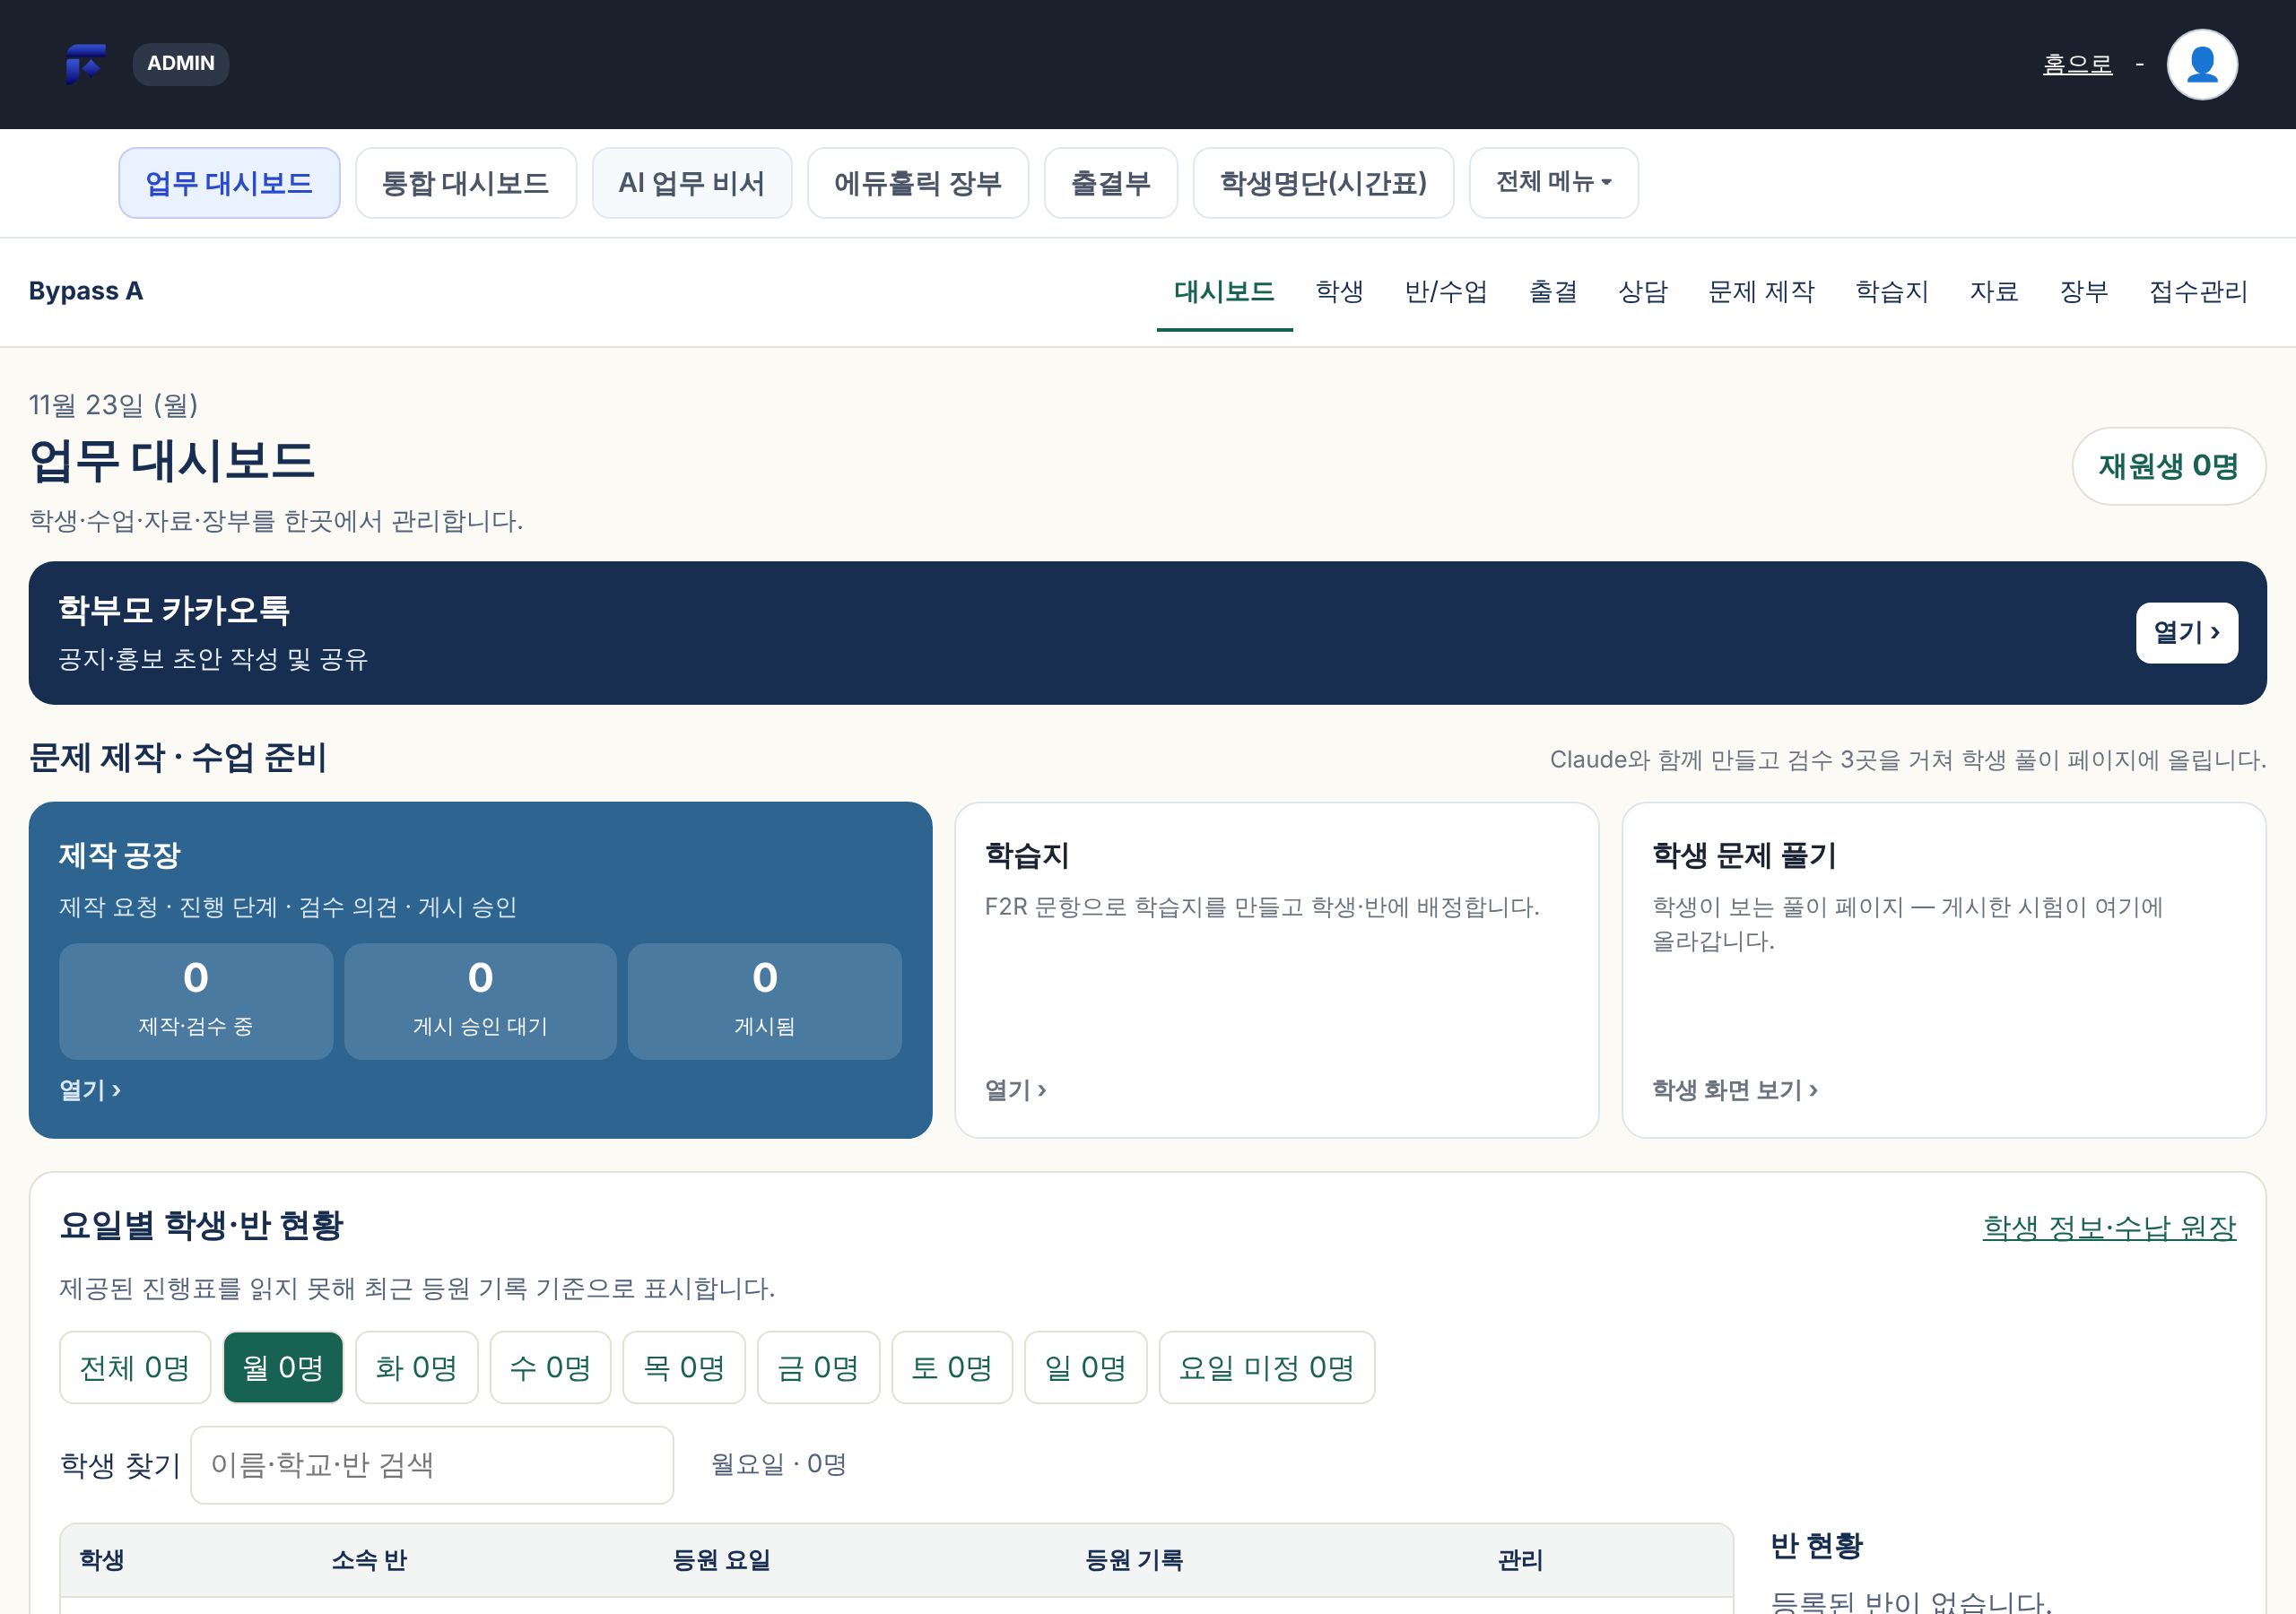 ADMIN
홈으로 -
업무 대시보드 통합 대시보드 AI 업무 비서 에듀홀릭 장부 출결부 학생명단(시간표) 전체 메뉴
Bypass A
대시보드 학생 반/수업 출결 상담 문제 제작 학습지 자료 장부 접수관리
11월 23일 (월)
업무 대시보드
재원생 0명
학생·수업·자료·장부를 한곳에서 관리합니다.
학부모 카카오톡
공지·홍보 초안 작성 및 공유
열기 ›
문제 제작 · 수업 준비
Claude와 함께 만들고 검수 3곳을 거쳐 학생 풀이 페이지에 올립니다.
제작 공장
제작 요청 · 진행 단계 · 검수 의견 · 게시 승인
0 0 0
제작·검수 중 게시 승인 대기 게시됨
열기 ›
학습지
F2R 문항으로 학습지를 만들고 학생·반에 배정합니다.
열기 ›
학생 문제 풀기
학생이 보는 풀이 페이지 — 게시한 시험이 여기에
올라갑니다.
학생 화면 보기 ›
요일별 학생·반 현황
학생 정보·수납 원장
제공된 진행표를 읽지 못해 최근 등원 기록 기준으로 표시합니다.
전체 0명 월 0명 화 0명 수 0명 목 0명 금 0명 토 0명 일 0명 요일 미정 0명
학생 찾기 이름·학교·반 검색 월요일 · 0명
학생 소속 반 등원 요일 등원 기록 관리
반 현황
등록된 반이 없습니다.